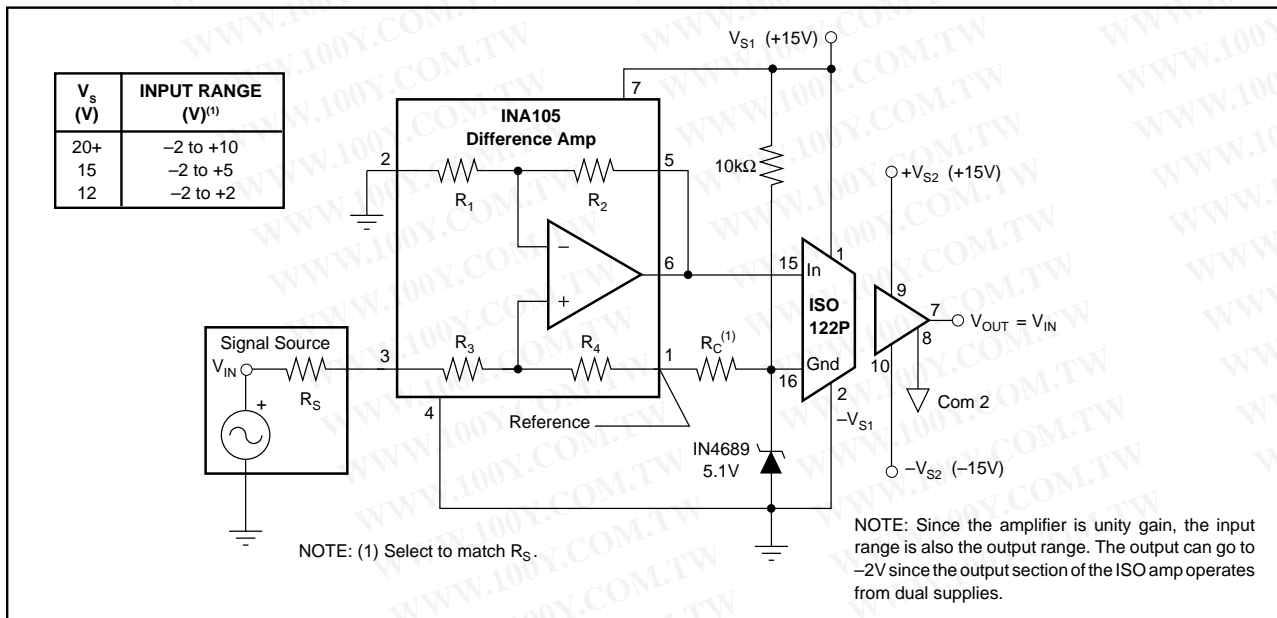 V_S1 (+15V)
V_S (V)
INPUT RANGE (V)(1)
20+ –2 to +10
15 –2 to +5
12 –2 to +2
7
INA105
Difference Amp
2
R_1
R_2
5
10kΩ
+V_S2 (+15V)
–
+
6
15
In
1
ISO
122P
9
7
V_OUT = V_IN
8
10
Signal Source
V_IN
R_S
+
3
R_3
R_4
1
R_C(1)
Gnd
16
2
–V_S1
Com 2
4
Reference
IN4689
5.1V
–V_S2 (–15V)
NOTE: (1) Select to match R_S.
NOTE: Since the amplifier is unity gain, the input
range is also the output range. The output can go to
–2V since the output section of the ISO amp operates
from dual supplies.
WWW.100Y.COM.TW